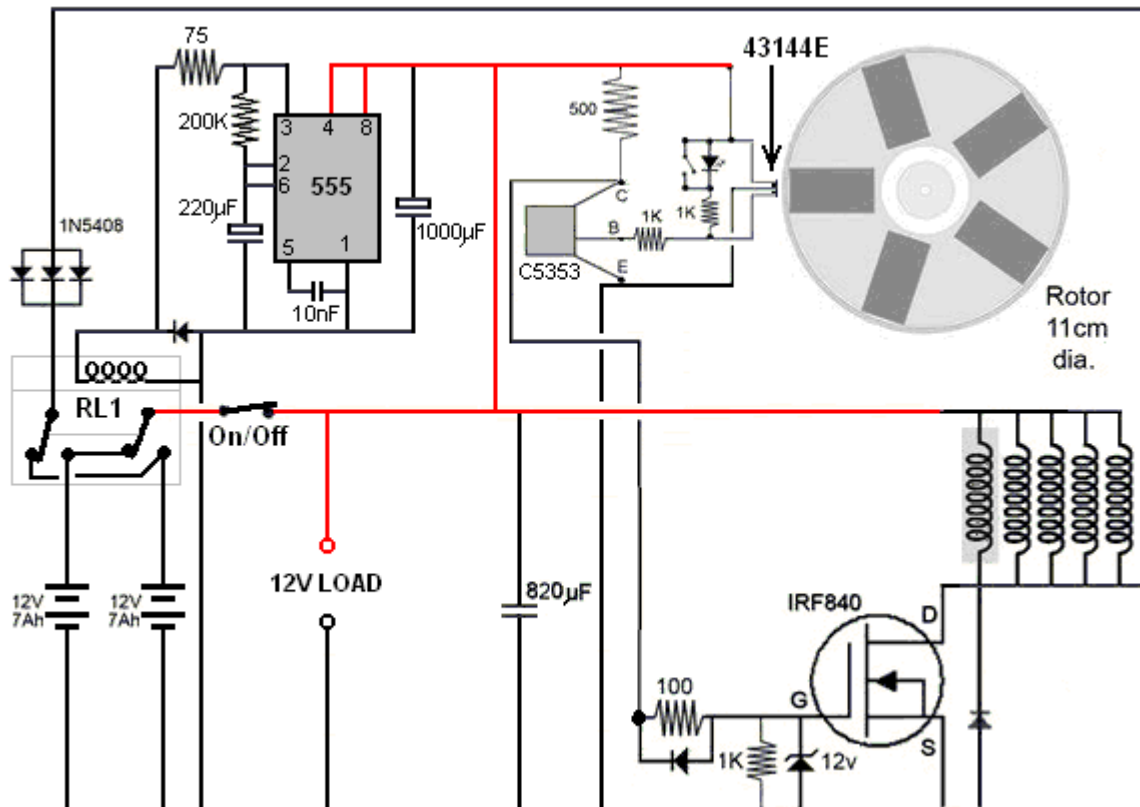 75
43144E
200K
3
4
8
500
2
6
555
C
220µF
1000µF
1K
1K
B
1N5408
5
1
E
C5353
10nF
Rotor
11cm
dia.
RL1
On/Off
12V LOAD
12V
7Ah
12V
7Ah
820µF
IRF840
D
100
G
S
1K
12v